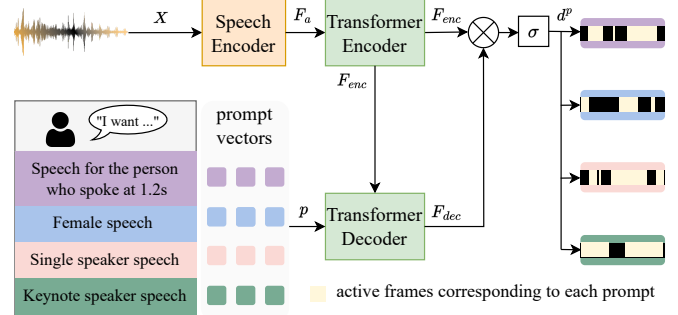 X
Speech
Encoder
F_a
Transformer
Encoder
F_enc
σ
d^p
F_enc
"I want ..."
prompt
vectors
Speech for the person
who spoke at 1.2s
Female speech
Single speaker speech
Keynote speaker speech
p
Transformer
Decoder
F_dec
active frames corresponding to each prompt